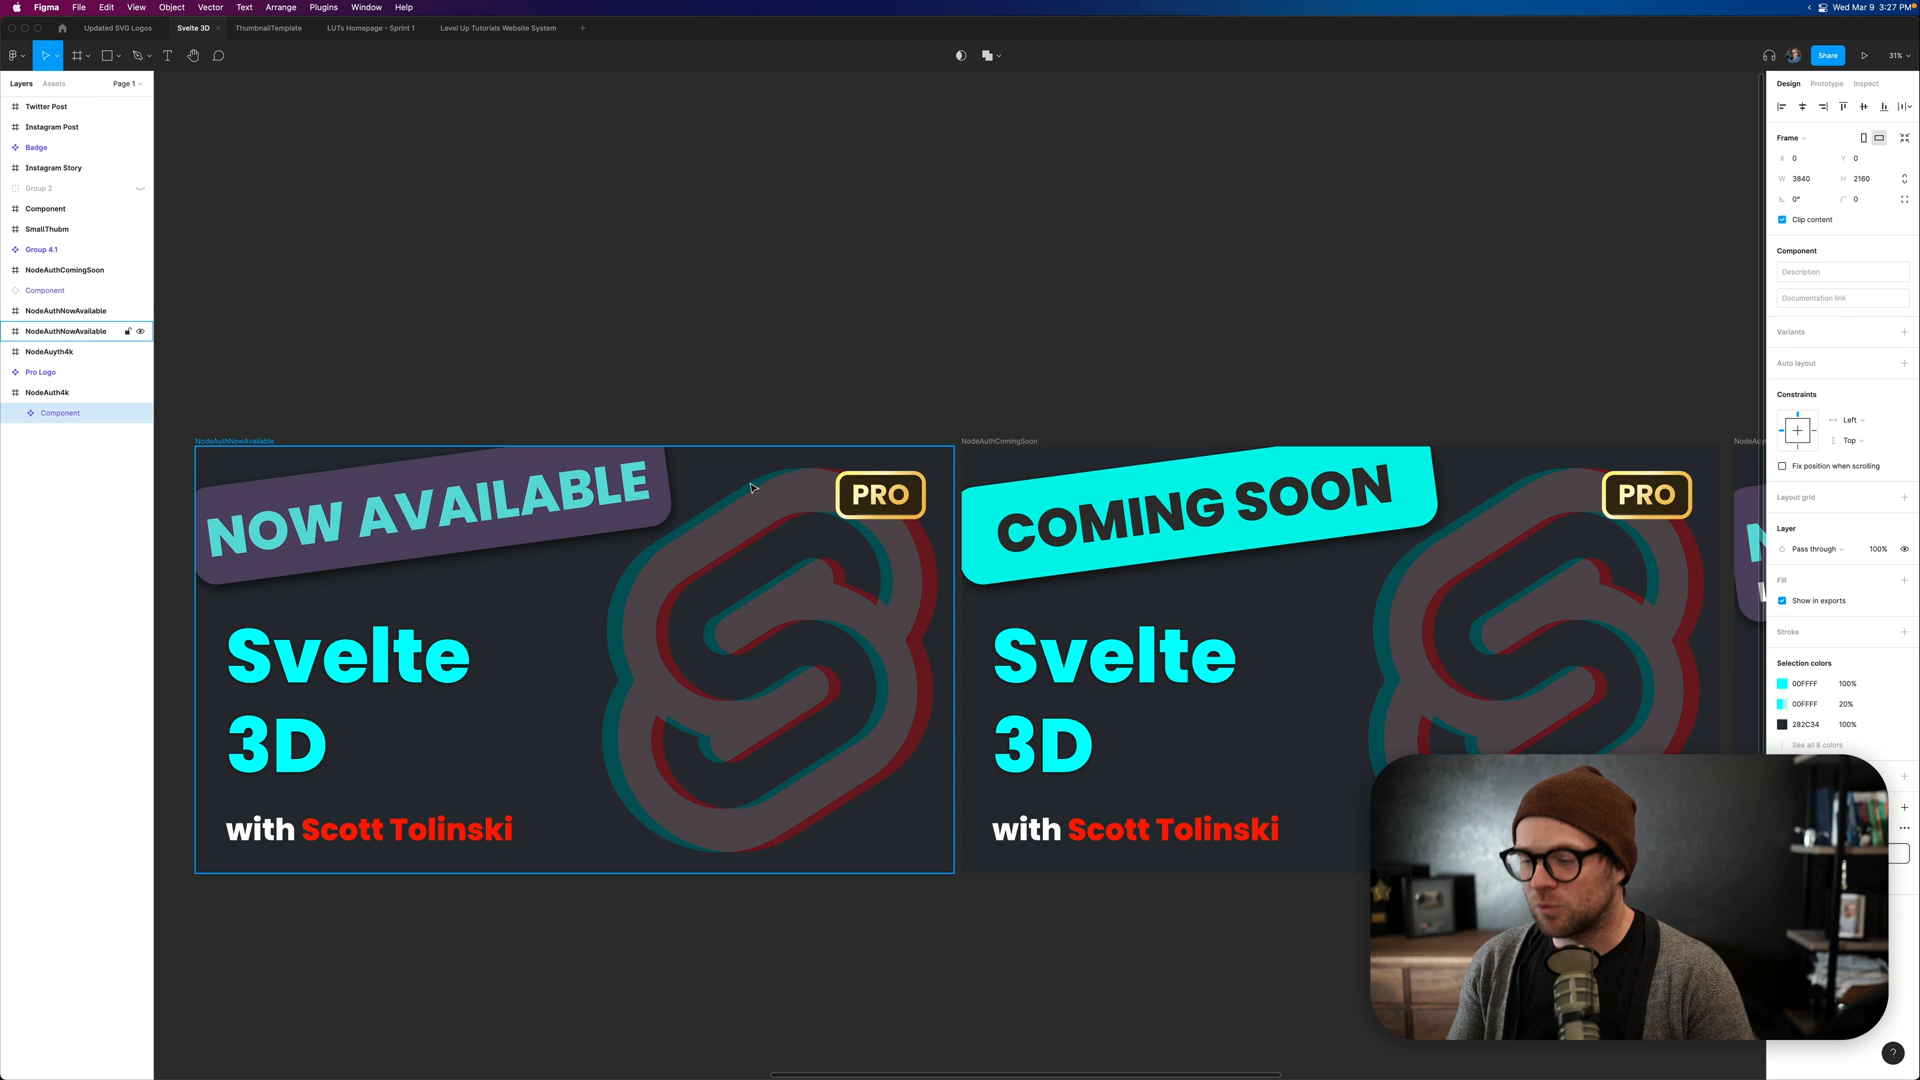 Figma File Edit View Object Vector Text Arrange Plugins Window Help
Wed Mar 9 3:27 PM
Updated SVG Logos
Svelte 3D
ThumbnailTemplate
LUTs Homepage - Sprint 1
Level Up Tutorials Website System
Share
31%
Layers
Assets
Page 1
Twitter Post
Instagram Post
Badge
Instagram Story
Group 2
Component
SmallThubm
Group 4.1
NodeAuthComingSoon
Component
NodeAuthNowAvailable
NodeAuthNowAvailable
NodeAuyth4k
Pro Logo
NodeAuth4k
Component
NodeAuthNowAvailable
NOW AVAILABLE
PRO
Svelte
3D
with Scott Tolinski
NodeAuthComingSoon
COMING SOON
PRO
Svelte
3D
with Scott Tolinski
Design
Prototype
Inspect
Frame
X 0
Y 0
W 3840
H 2160
0°
0
Clip content
Component
Description
Documentation link
Variants
Auto layout
Constraints
Left
Top
Fix position when scrolling
Layout grid
Layer
Pass through
100%
Fill
Show in exports
Stroke
Selection colors
00FFFF 100%
00FFFF 20%
282C34 100%
See all 8 colors
?